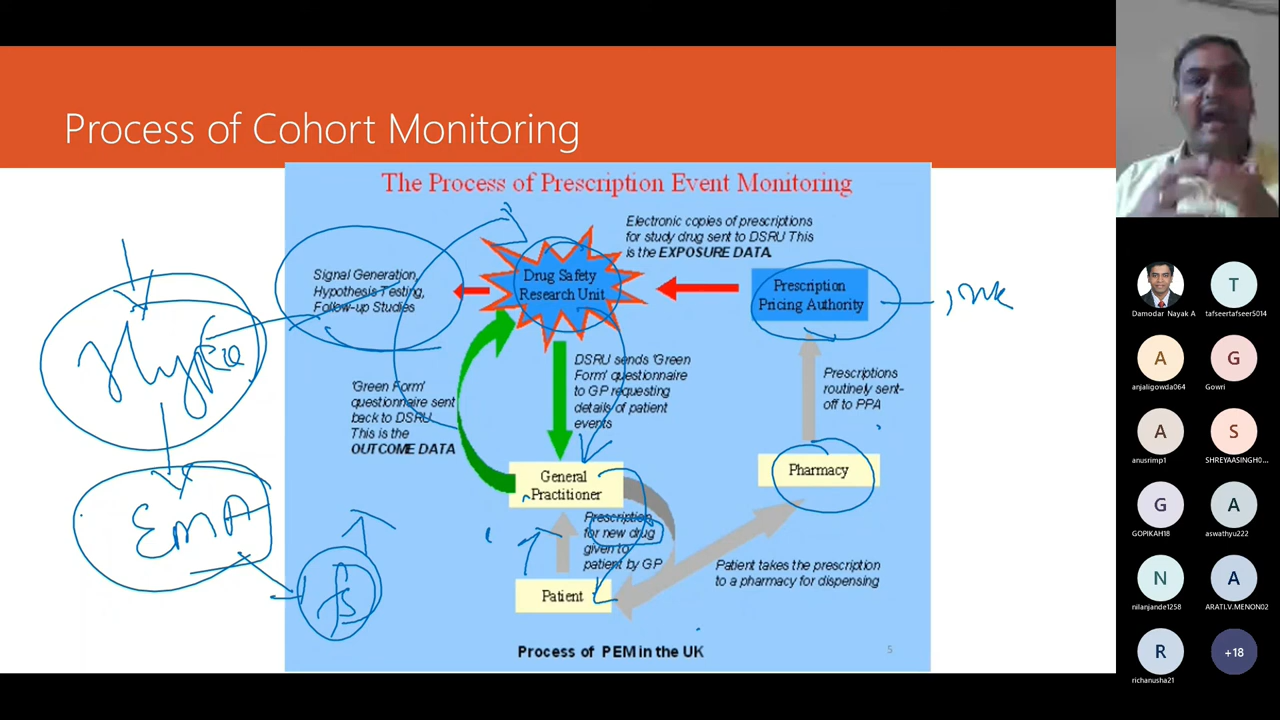 Process of Cohort Monitoring
The Process of Prescription Event Monitoring
Electronic copies of prescriptions
for study drug sent to DSRU This
is the EXPOSURE DATA.
Signal Generation,
Hypothesis Testing,
Follow-up Studies
Drug Safety
Research Unit
Prescription
Pricing Authority
DSRU sends 'Green
Form' questionnaire
to GP requesting
details of patient
events
'Green Form'
questionnaire sent
back to DSRU.
This is the
OUTCOME DATA
Prescriptions
routinely sent-
off to PPA
General
Practitioner
Pharmacy
Prescription
for new drug
given to
patient by GP
Patient takes the prescription
to a pharmacy for dispensing
Patient
Process of PEM in the UK
5
EMA
Damodar Nayak A
T
tafseertafseer5014
A
anjaligowda064
G
Gowri
A
anusrimp1
S
SHREYAASINGH0...
G
GOPIKAH18
A
aswathyu222
N
nilanjande1258
A
ARATI.V.MENON02
R
richanusha21
+18